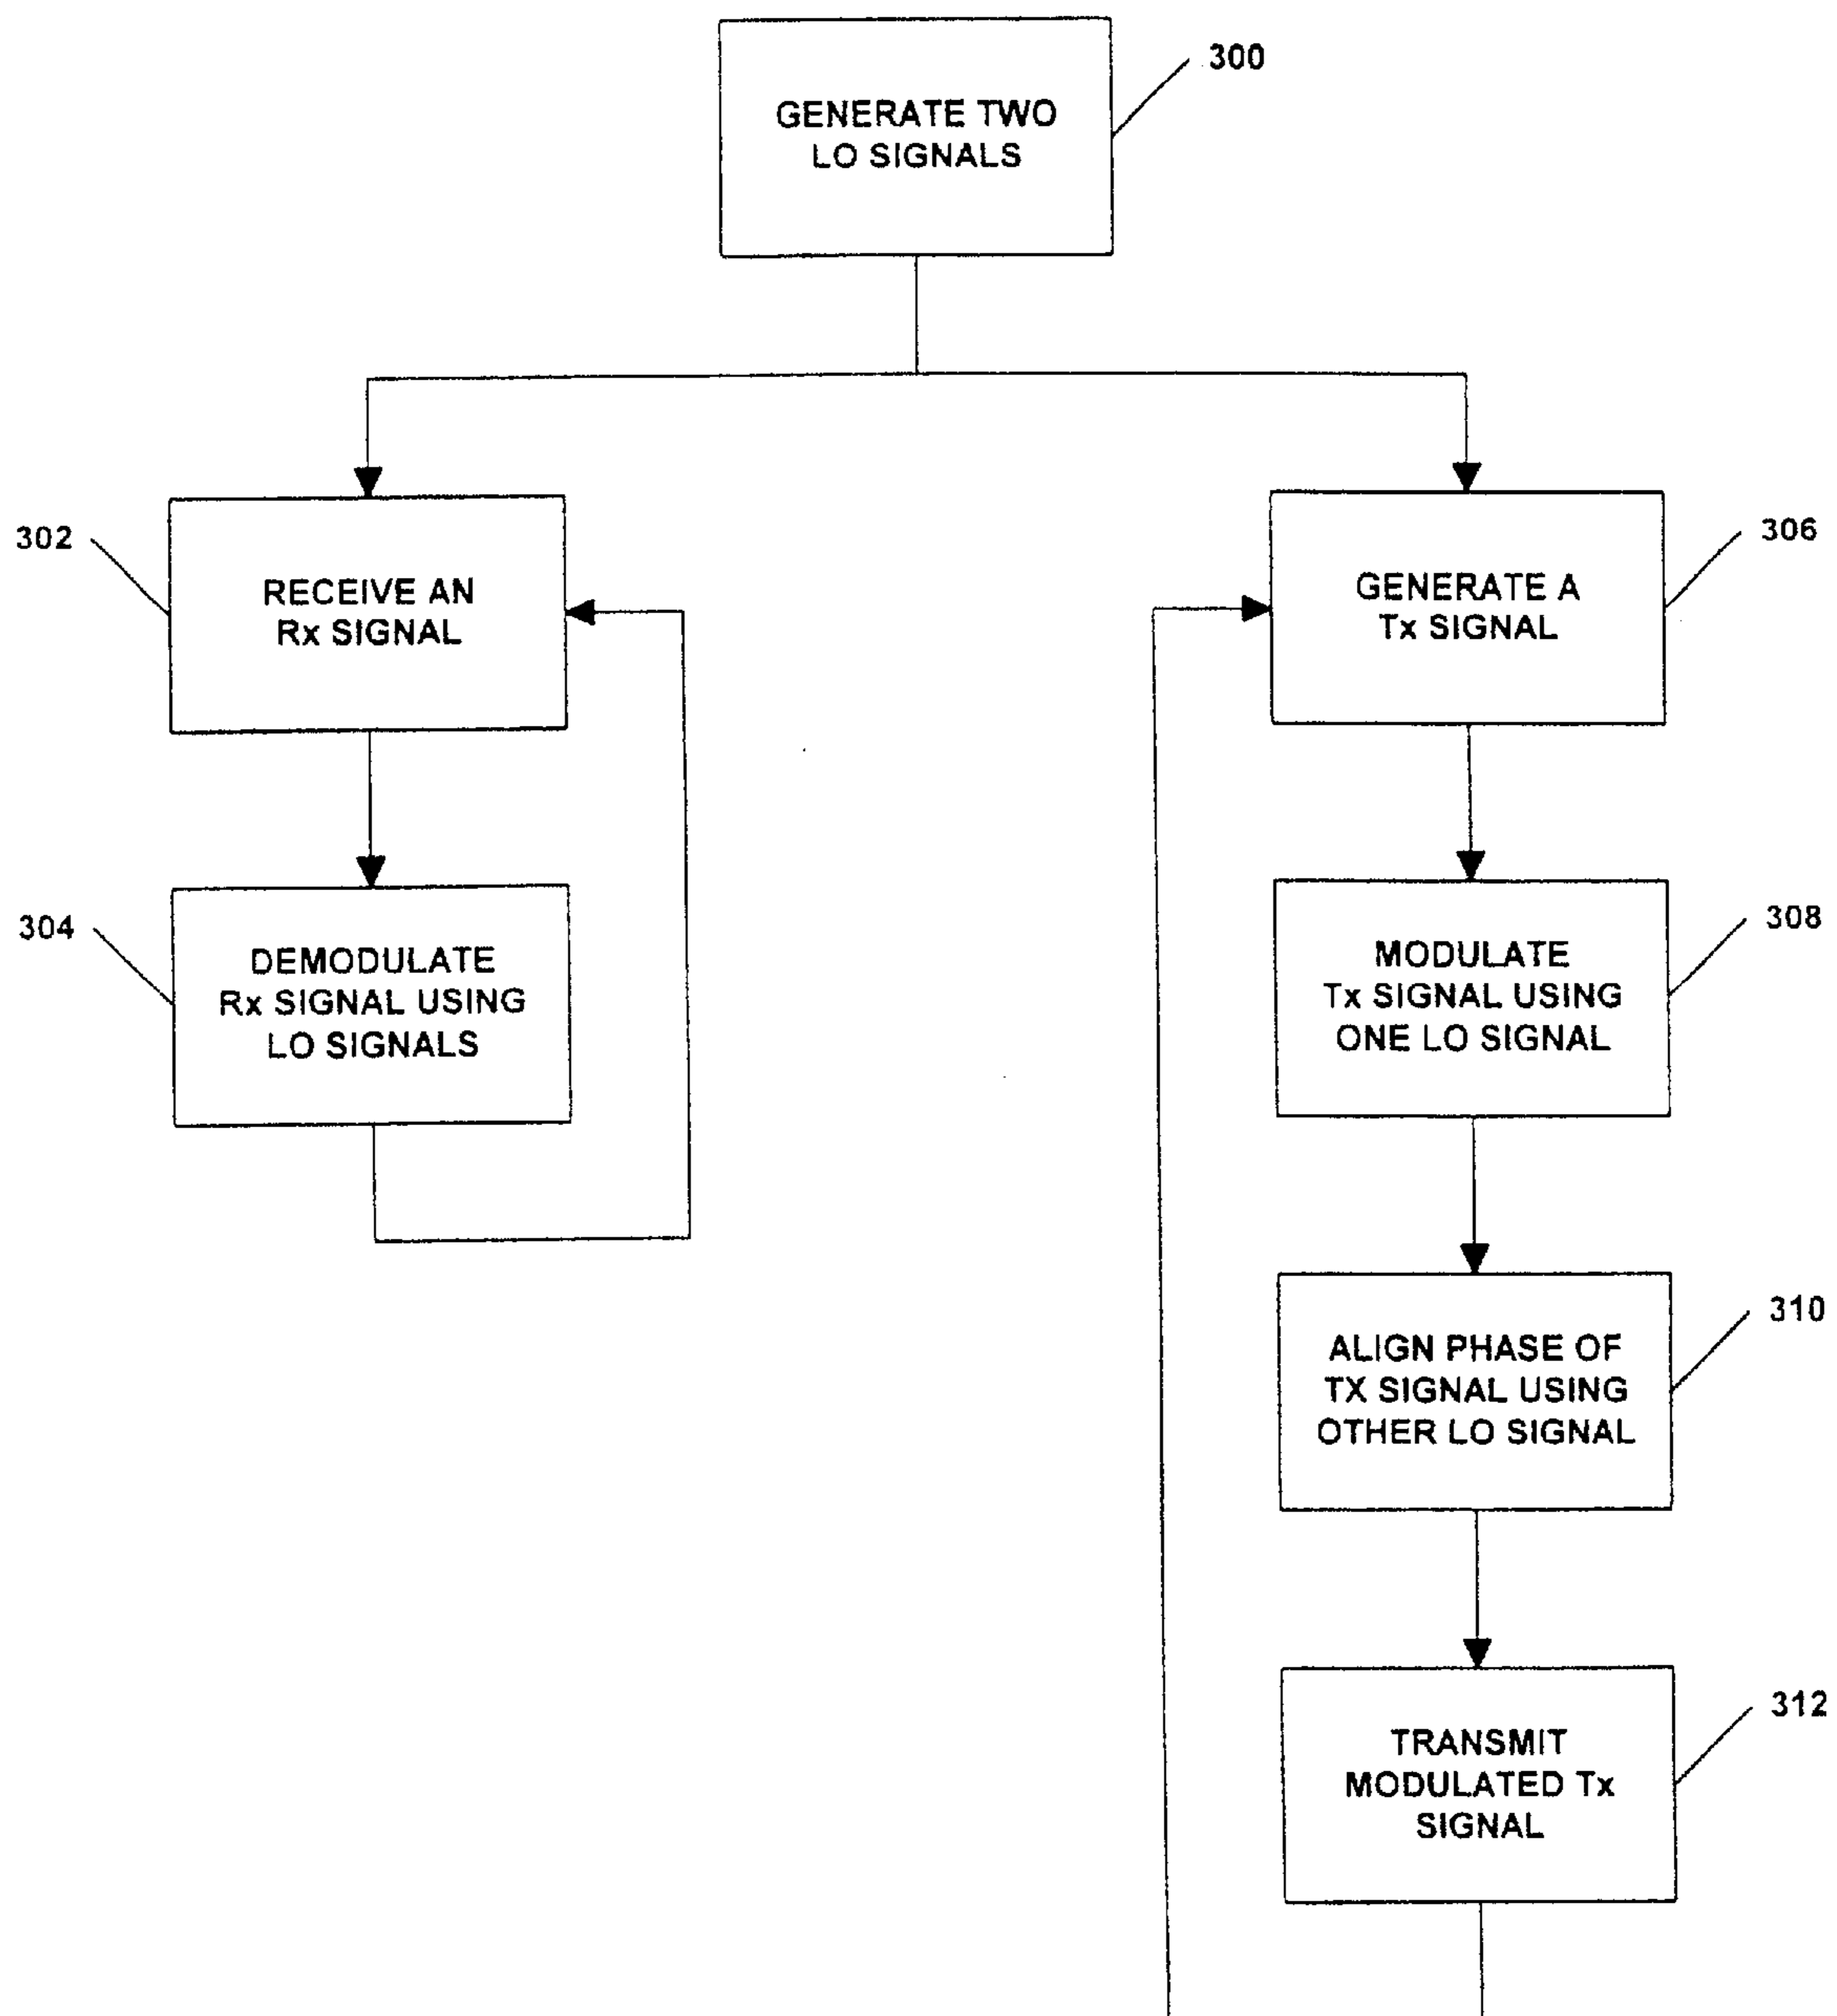 300
GENERATE TWO
LO SIGNALS
302
RECEIVE AN
Rx SIGNAL
304
DEMODULATE
Rx SIGNAL USING
LO SIGNALS
306
GENERATE A
Tx SIGNAL
308
MODULATE
Tx SIGNAL USING
ONE LO SIGNAL
310
ALIGN PHASE OF
TX SIGNAL USING
OTHER LO SIGNAL
312
TRANSMIT
MODULATED Tx
SIGNAL